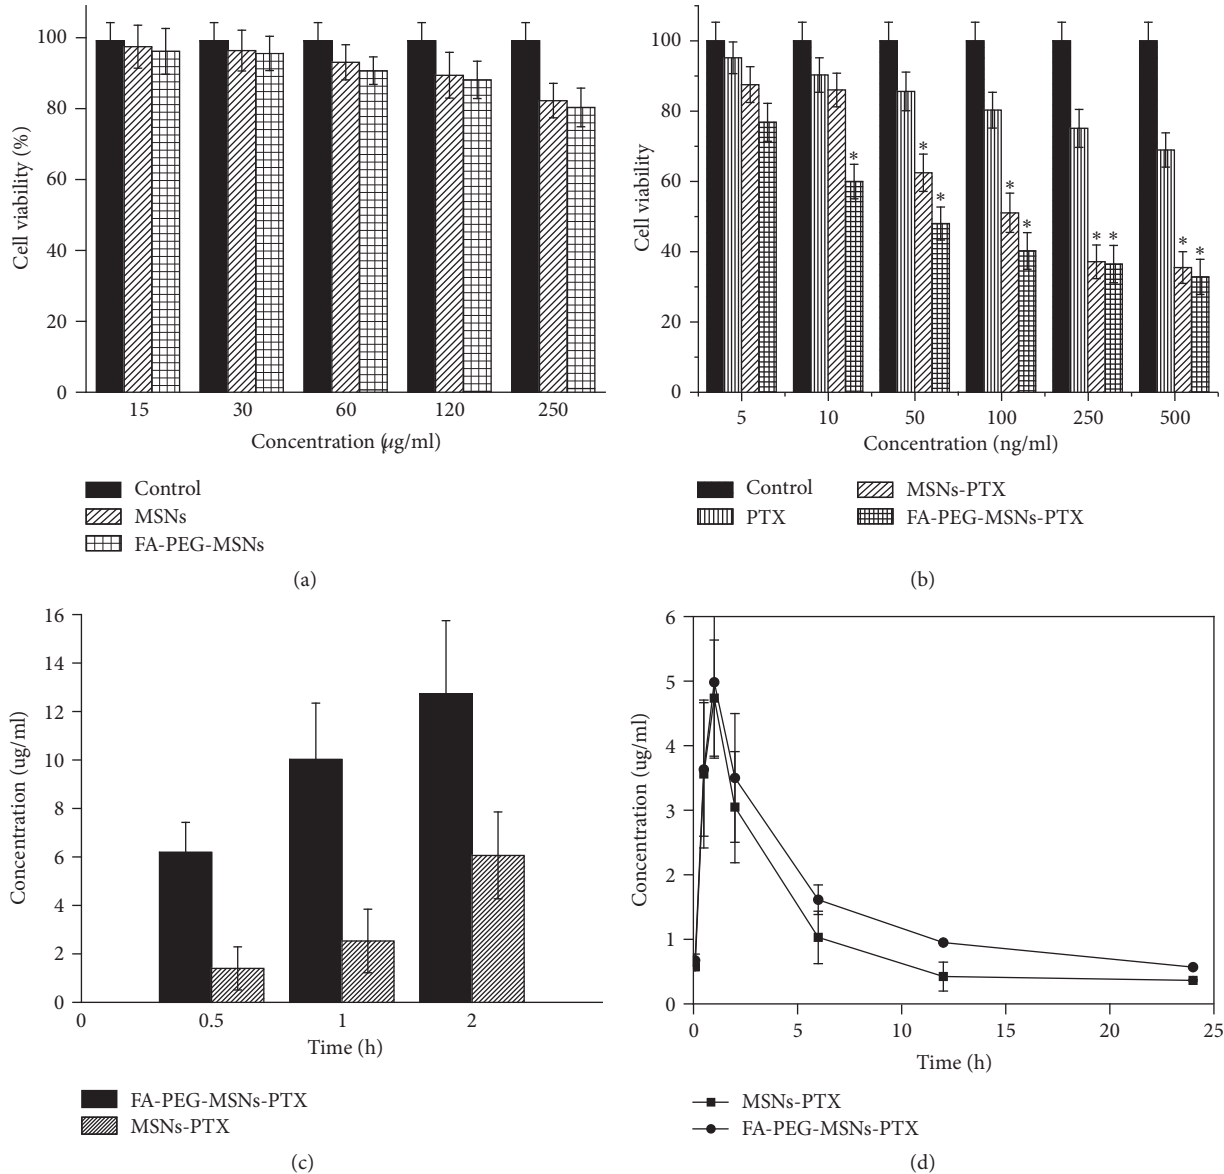 100
80
60
40
20
0
Cell viability (%)
15 30 60 120 250
Concentration (μg/ml)
Control
MSNs
FA-PEG-MSNs
(a)
100
80
60
40
20
0
Cell viability
* * * * * * * * *
5 10 50 100 250 500
Concentration (ng/ml)
Control MSNs-PTX
PTX FA-PEG-MSNs-PTX
(b)
16
14
12
10
8
6
4
2
0
Concentration (ug/ml)
0 0.5 1 2
Time (h)
FA-PEG-MSNs-PTX
MSNs-PTX
(c)
6
5
4
3
2
1
0
Concentration (ug/ml)
0 5 10 15 20 25
Time (h)
MSNs-PTX
FA-PEG-MSNs-PTX
(d)